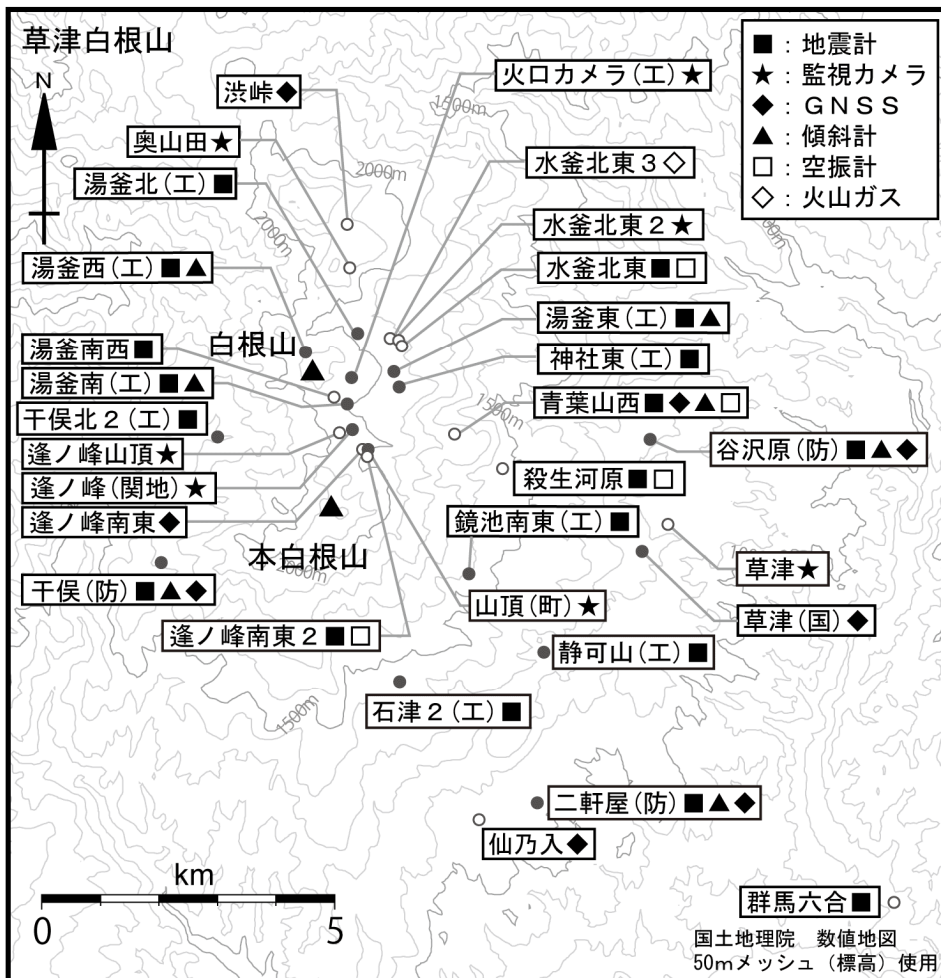 草津白根山
N
■：地震計
★：監視カメラ
◆：ＧＮＳＳ
▲：傾斜計
□：空振計
◇：火山ガス
火口カメラ(工)★
渋峠◆
1500m
奥山田★
2000m
水釜北東３◇
湯釜北(工)■
2000m
水釜北東２★
湯釜西(工)■▲
水釜北東■□
湯釜東(工)■▲
湯釜南西■
白根山
神社東(工)■
湯釜南(工)■▲
青葉山西■◆▲□
1500m
干俣北２(工)■
谷沢原(防)■▲◆
逢ノ峰山頂★
殺生河原■□
逢ノ峰(関地)★
逢ノ峰南東◆
鏡池南東(工)■
本白根山
2000m
草津★
干俣(防)■▲◆
山頂(町)★
草津(国)◆
逢ノ峰南東２■□
静可山(工)■
1500m
石津２(工)■
二軒屋(防)■▲◆
仙乃入◆
km
0 5
群馬六合■
国土地理院　数値地図
50mメッシュ（標高）使用